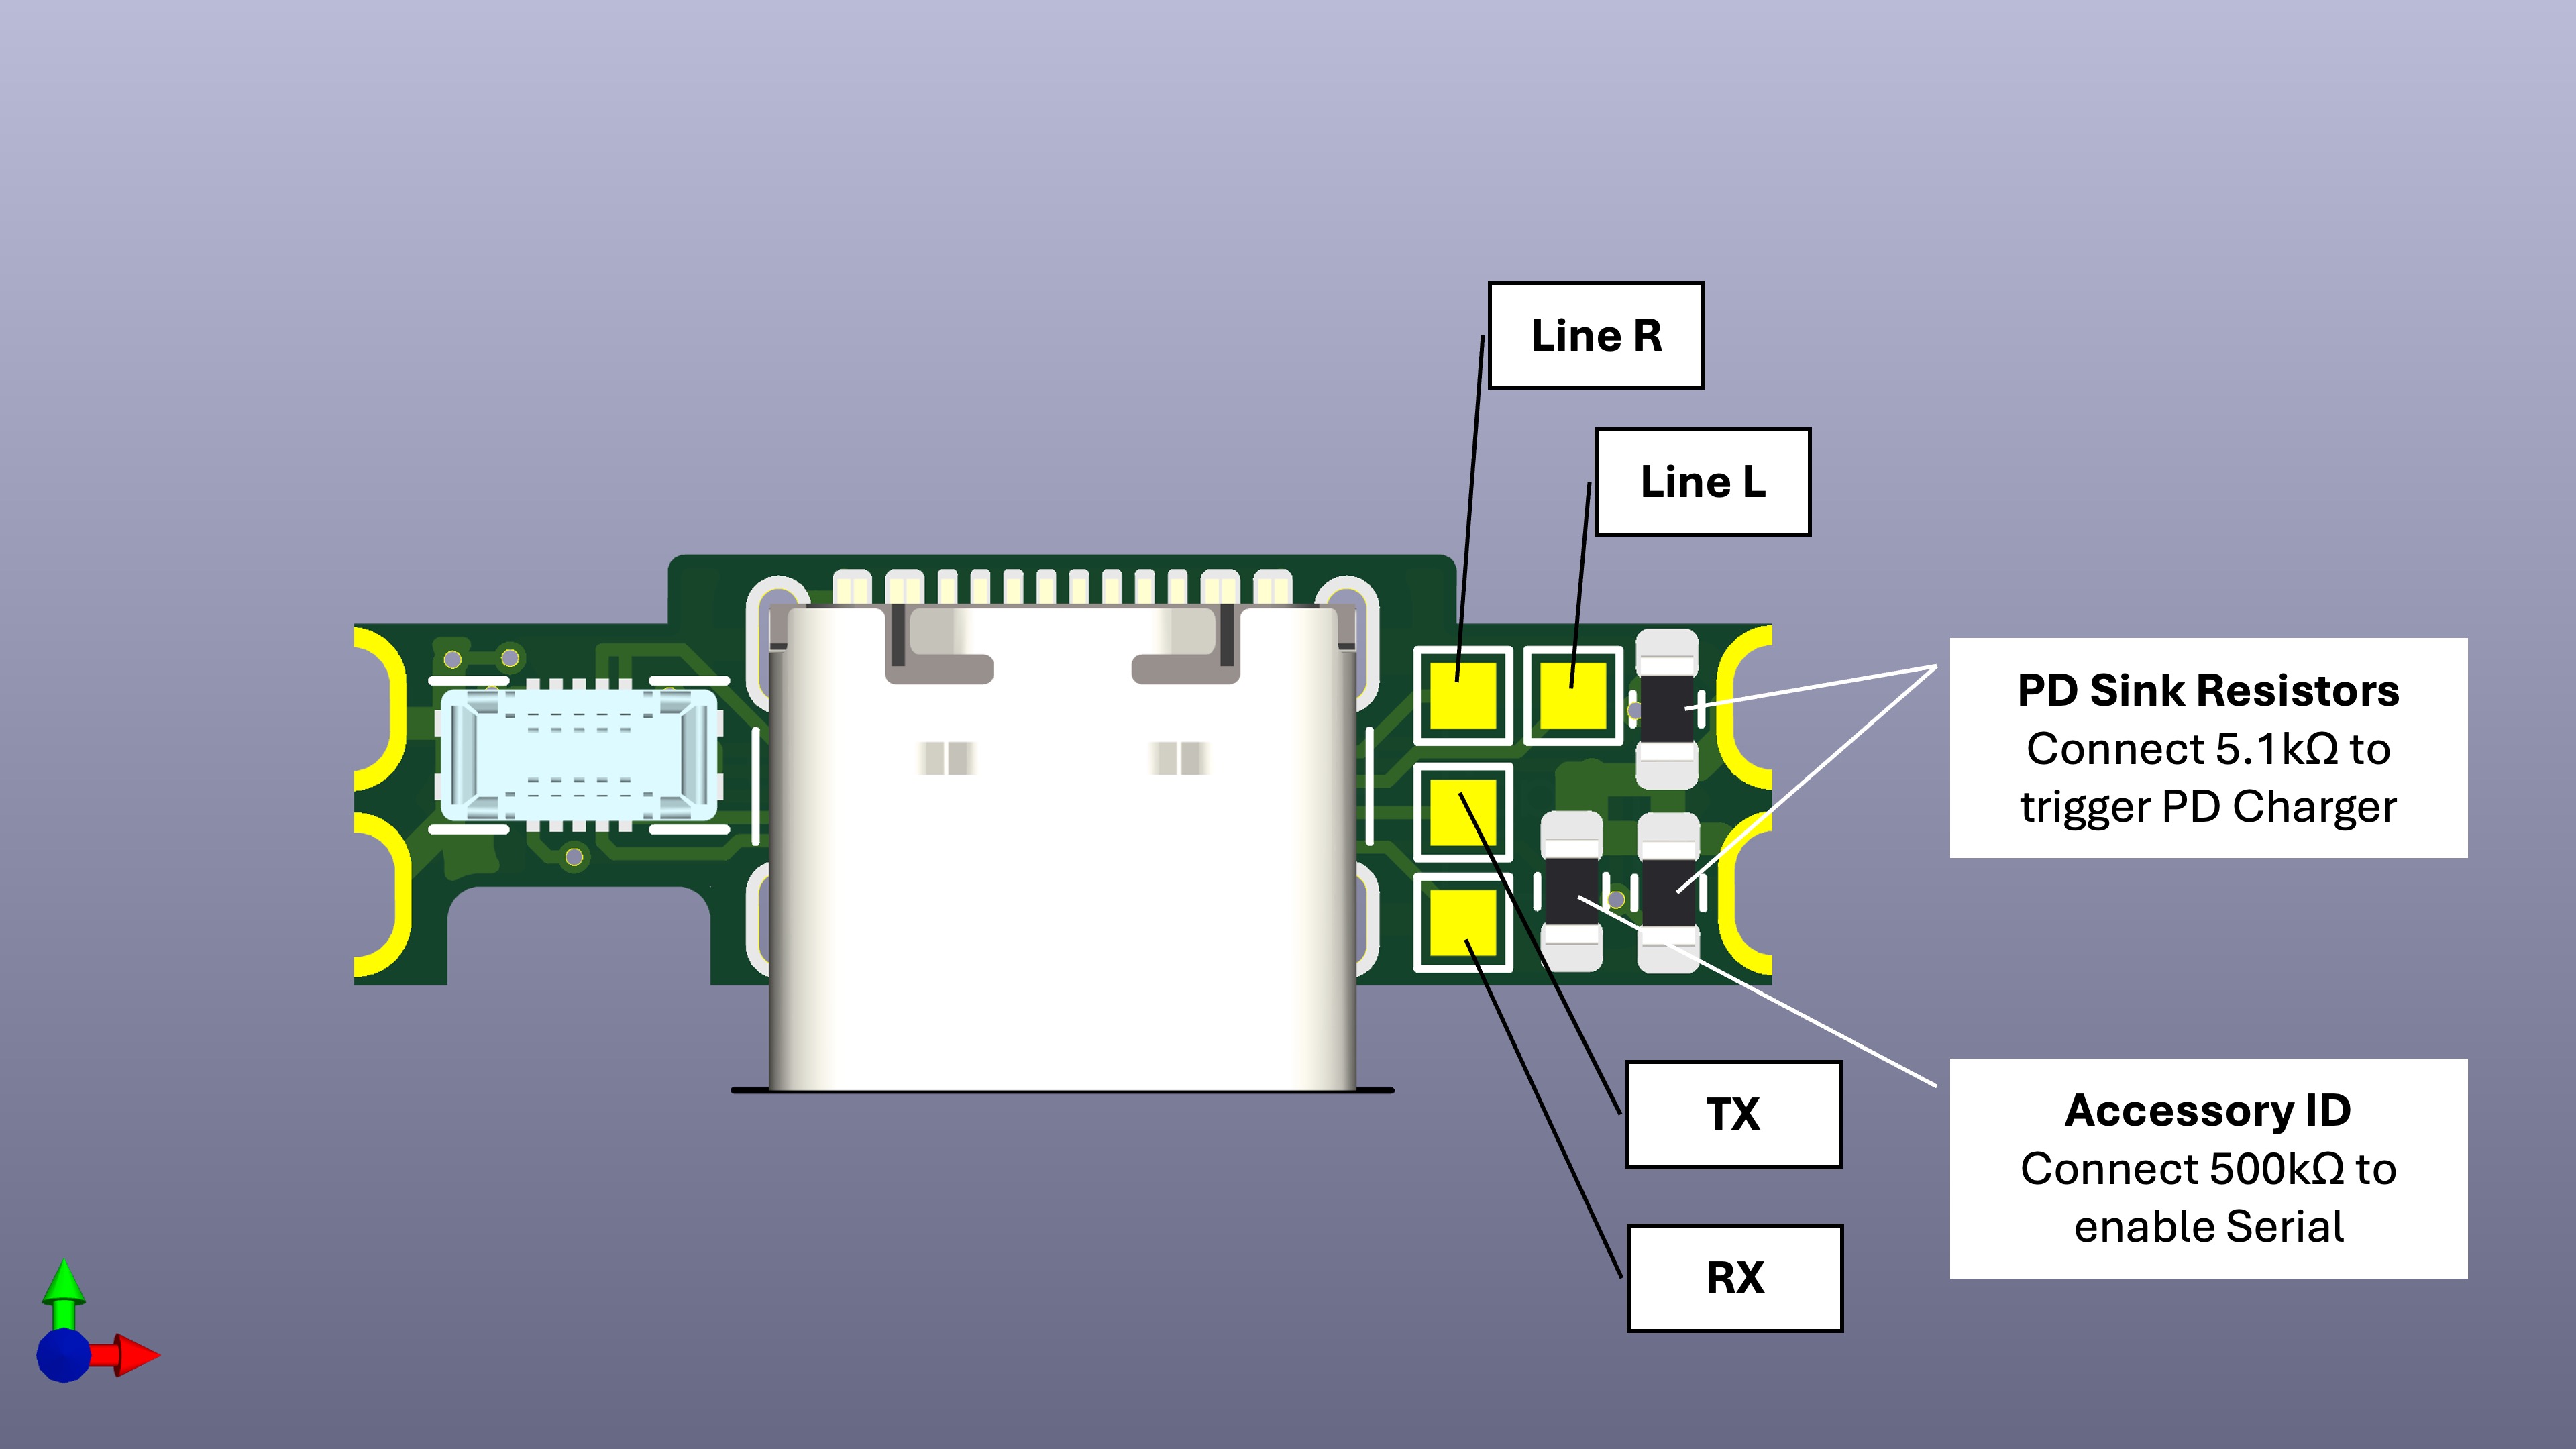 Line R
Line L
PD Sink Resistors
Connect 5.1kΩ to
trigger PD Charger
TX
Accessory ID
Connect 500kΩ to
enable Serial
RX